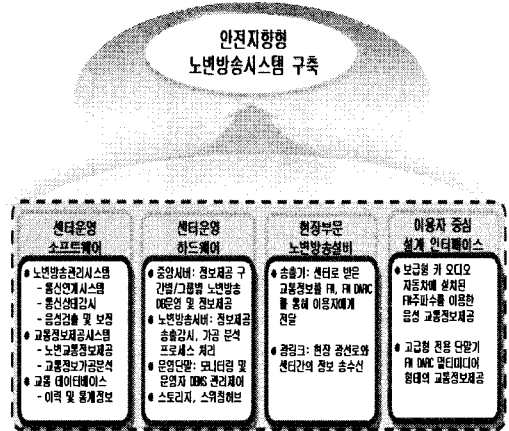 안전지향형
노변방송시스템 구축
센터운영
소프트웨어
● 노변방송관리시스템
- 통신연계시스템
- 통신상태감시
- 음성검출 및 보정
● 교통정보제공시스템
- 노변교통정보제공
- 교통정보가공분석
● 교통 데이터베이스
- 이력 및 통계정보
센터운영
하드웨어
● 중앙서버: 정보제공 구
간별/그룹별 노변방송
DB운영 및 정보제공
● 노변방송서버: 정보제공
송출감시, 가공 분석
프로세스 처리
● 운영단말: 모니터링 및
운영자 DBMS 관리제어
● 스토리지, 스위칭허브
현장부문
노변방송설비
● 송출기: 센터로 받은
교통정보를 FM, FM DARC
를 통해 이용자에게
전달
● 광링크: 현장 광선로와
센터간의 정보 송수신
이용자 중심
설계 인터페이스
● 보급형 카 오디오
자동차에 설치된
FM주파수를 이용한
음성 교통정보제공
● 고급형 전용 단말기
FM DARC 멀티미디어
형태의 교통정보제공